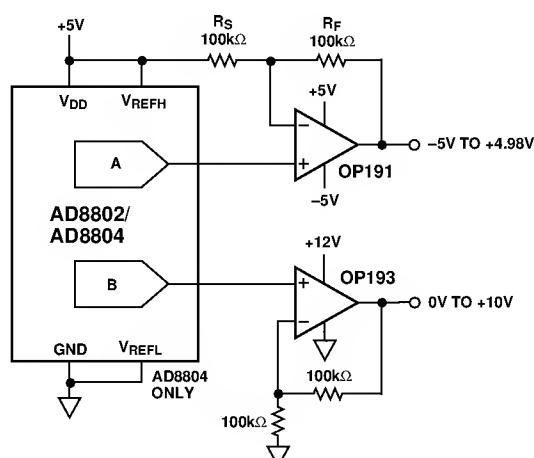 +5V
RS
100kΩ
RF
100kΩ
VDD
VREFH
+5V
−
+
A
OP191
−5V TO +4.98V
−5V
AD8802/
AD8804
+12V
OP193
B
+
−
0V TO +10V
GND
VREFL
AD8804
ONLY
100kΩ
100kΩ